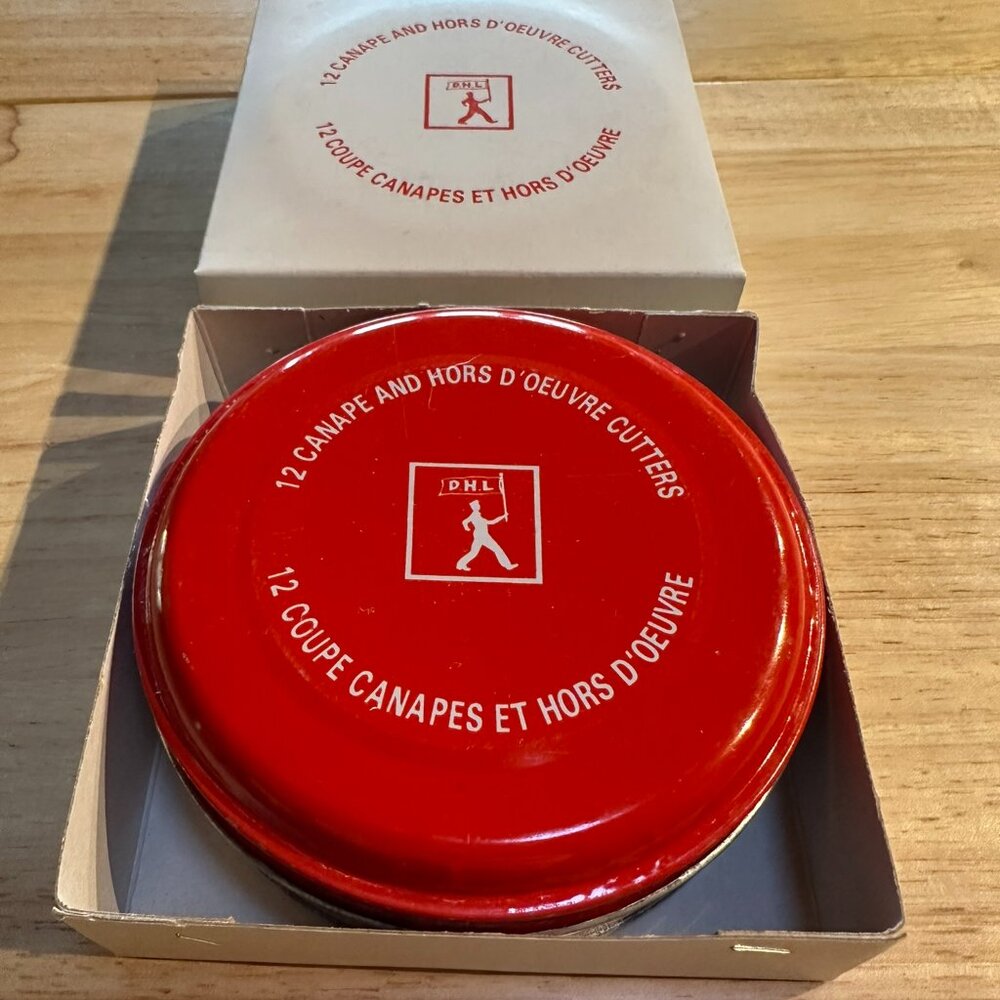 12 CANAPE AND HORS D'OEUVRE CUTTERS
P.H.L
12 COUPE CANAPES ET HORS D'OEUVRE
12 CANAPE AND HORS D'OEUVRE CUTTERS
P.H.L
12 COUPE CANAPES ET HORS D'OEUVRE